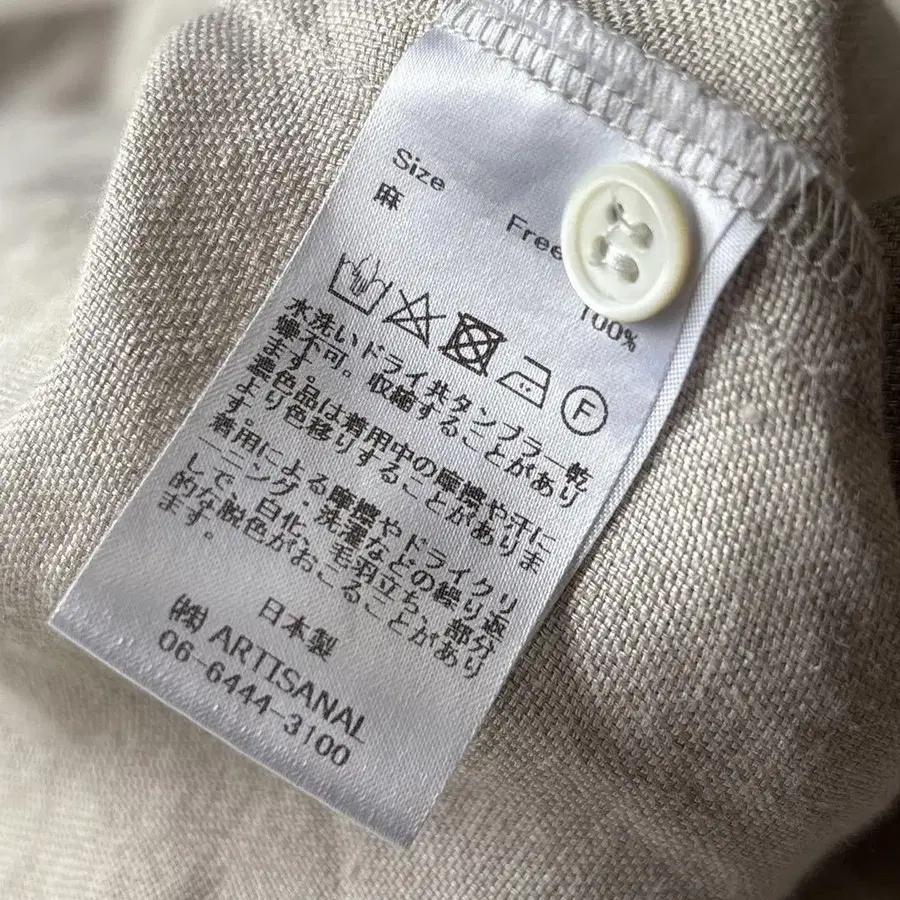 Size Free
麻 100%
F
水洗いドライ共タンブラー乾
燥不可。収縮することがあり
ます。
濃色品は着用中の摩擦や汗に
より色移りすることがありま
す。
着用による摩擦やドライクリ
ーニング・洗濯などの繰り返
しで、白化、毛羽立ち、部分
的な脱色がおこることがあり
ます。
日本製
㈱ ARTISANAL
06-6444-3100